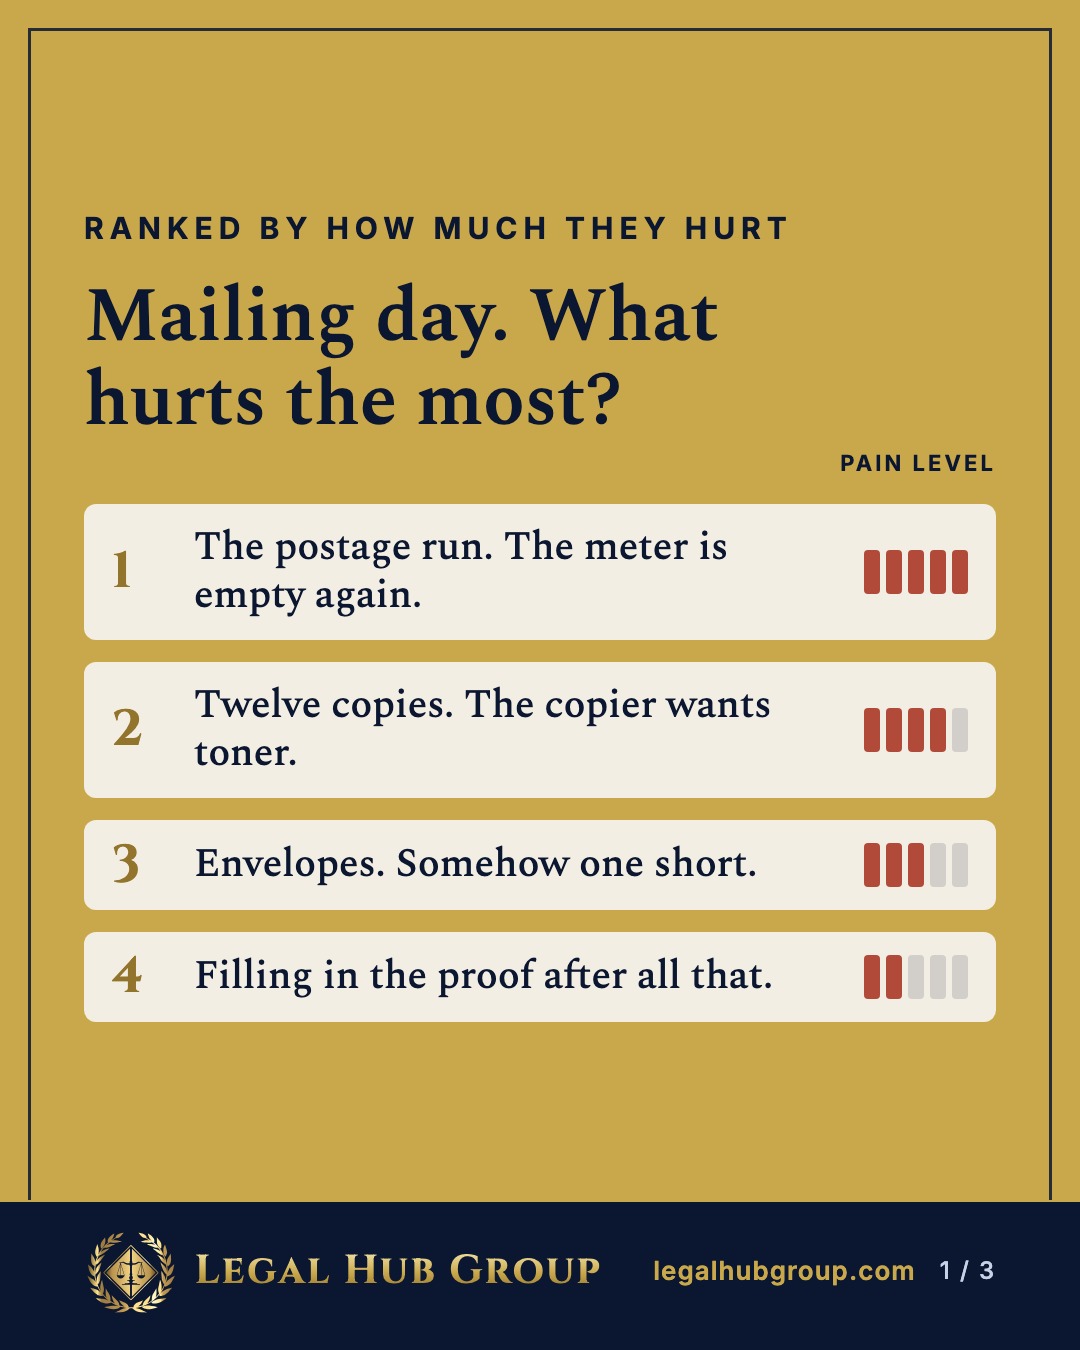 RANKED BY HOW MUCH THEY HURT
Mailing day. What
hurts the most?
PAIN LEVEL
1
The postage run. The meter is
empty again.
2
Twelve copies. The copier wants
toner.
3
Envelopes. Somehow one short.
4
Filling in the proof after all that.
LEGAL HUB GROUP
legalhubgroup.com
1 / 3